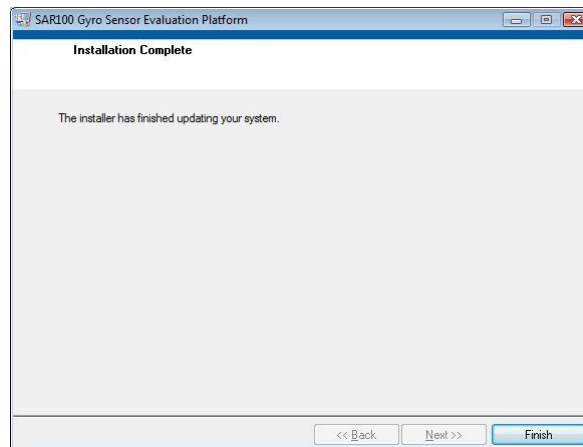 SAR100 Gyro Sensor Evaluation Platform
Installation Complete
The installer has finished updating your system.
<< Back
Next >>
Finish